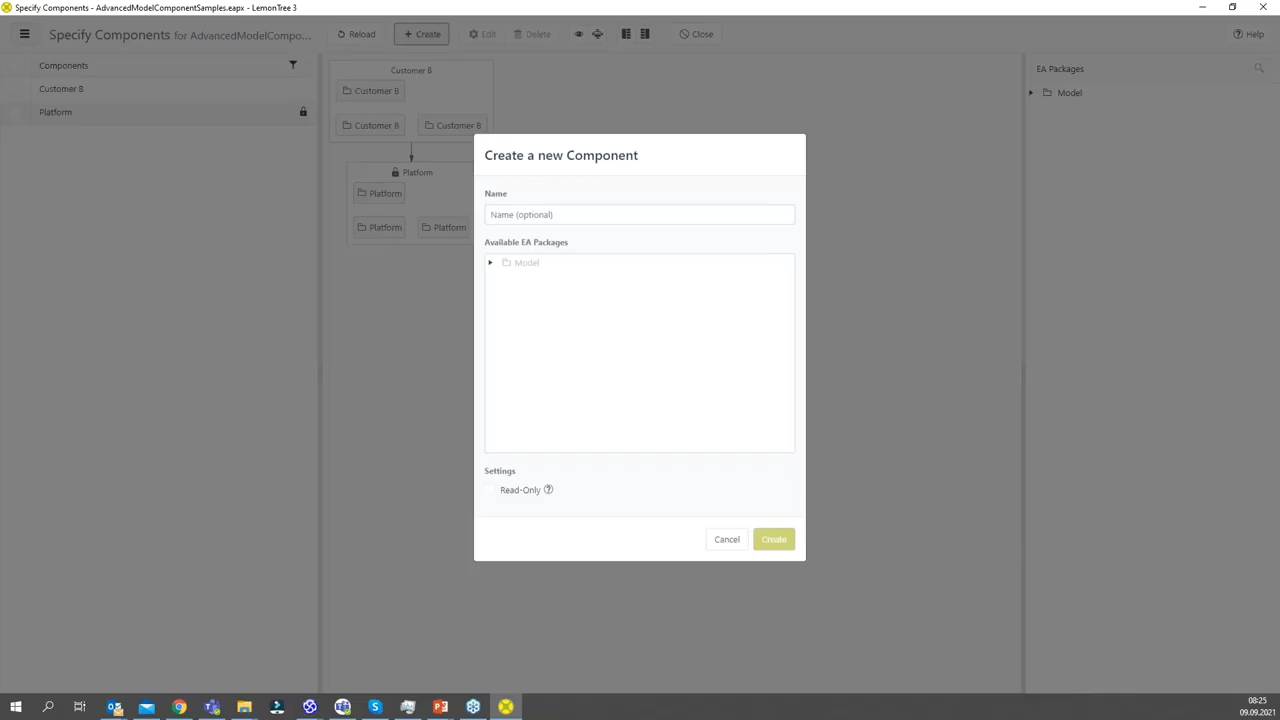 Specify Components - AdvancedModelComponentSamples.eapx - LemonTree 3
Specify Components for AdvancedModelCompo...
Reload
+ Create
Edit
Delete
Close
Help
Components
Customer B
Platform
Customer B
Customer B
Customer B
Customer B
Platform
Platform
Platform
Platform
EA Packages
Model
Create a new Component
Name
Name (optional)
Available EA Packages
Model
Settings
Read-Only
Cancel
Create
08:25
09.09.2021